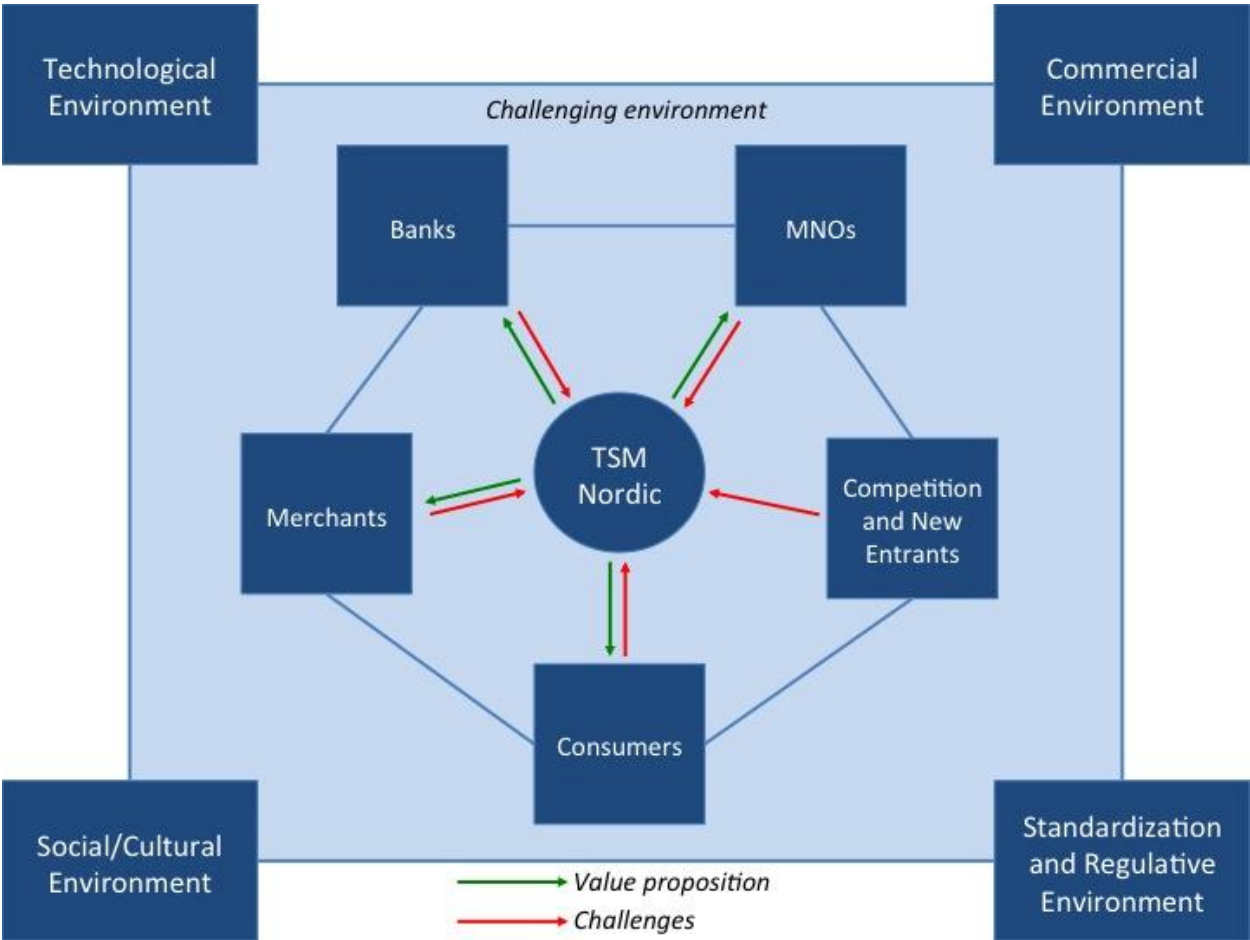 Technological
Environment
Commercial
Environment
Challenging environment
Banks
MNOs
TSM
Nordic
Merchants
Competition
and New
Entrants
Consumers
Social/Cultural
Environment
Standardization
and Regulative
Environment
Value proposition
Challenges